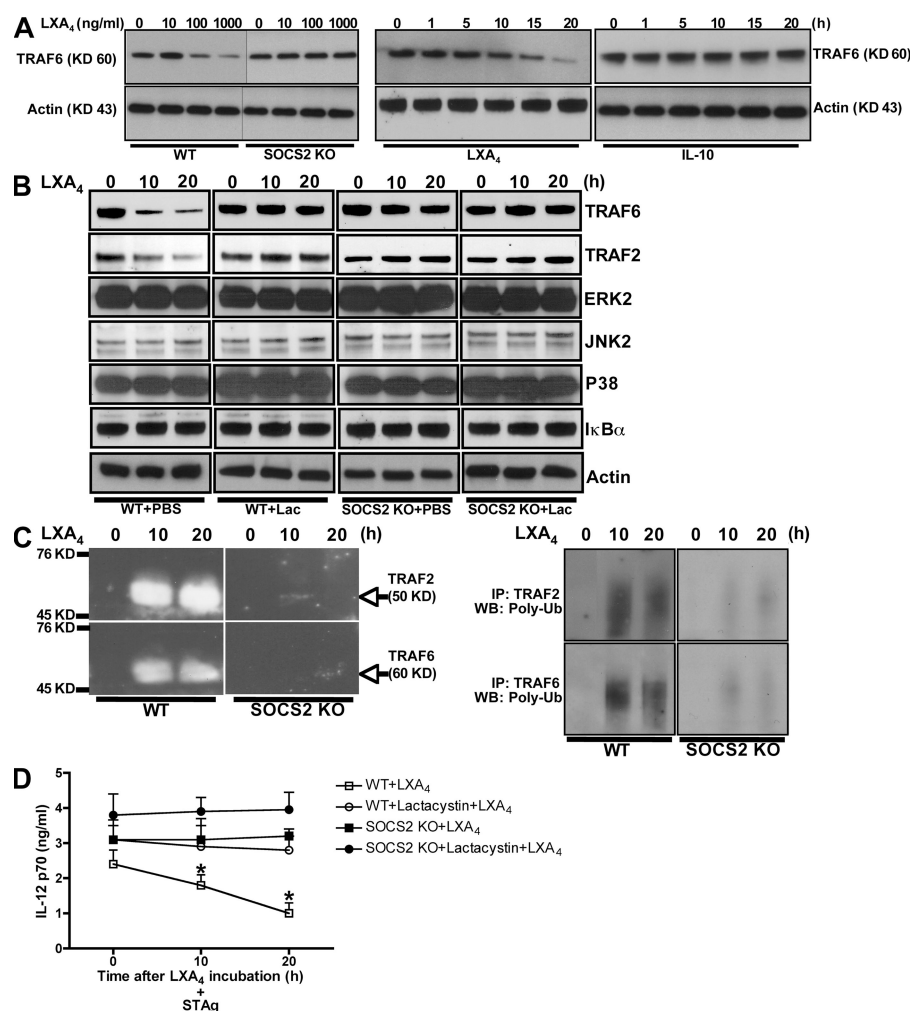 A
LXA4 (ng/ml) 0 10 100 1000 0 10 100 1000 0 1 5 10 15 20 0 1 5 10 15 20 (h)
TRAF6 (KD 60) TRAF6 (KD 60)
Actin (KD 43) Actin (KD 43)
WT SOCS2 KO LXA4 IL-10
B
LXA4 0 10 20 0 10 20 0 10 20 0 10 20 (h)
TRAF6
TRAF2
ERK2
JNK2
P38
IκBα
Actin
WT+PBS WT+Lac SOCS2 KO+PBS SOCS2 KO+Lac
C
LXA4 0 10 20 0 10 20 (h)
76 KD
TRAF2
(50 KD)
45 KD
76 KD
TRAF6
(60 KD)
45 KD
WT SOCS2 KO
LXA4 0 10 20 0 10 20 (h)
IP: TRAF2
WB: Poly-Ub
IP: TRAF6
WB: Poly-Ub
WT SOCS2 KO
D
IL-12 p70 (ng/ml)
5
4
3
2
1
0
* *
0 10 20
Time after LXA4 incubation (h)
+
STAg
WT+LXA4
WT+Lactacystin+LXA4
SOCS2 KO+LXA4
SOCS2 KO+Lactacystin+LXA4